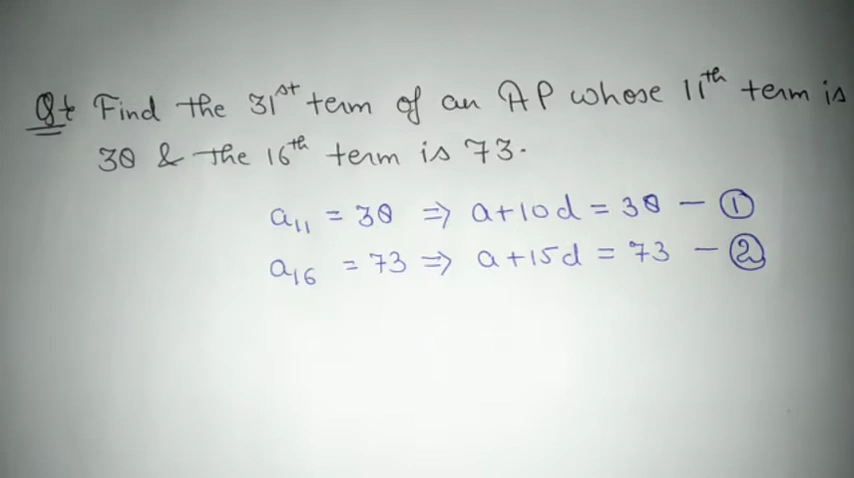 Q† Find the 31st term of an AP whose 11th term is
38 & the 16th term is 73.
a₁₁ = 38 ⇒ a+10d = 38 — ①
a₁₆ = 73 ⇒ a+15d = 73 — ②